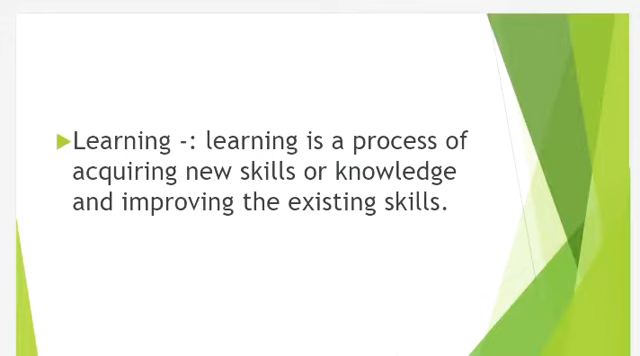 Learning -: learning is a process of
acquiring new skills or knowledge
and improving the existing skills.